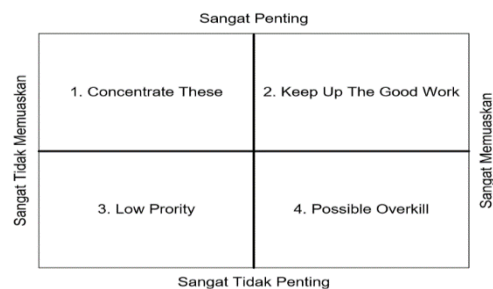 Sangat Penting
Sangat Tidak Memuaskan
1. Concentrate These
2. Keep Up The Good Work
Sangat Memuaskan
3. Low Prority
4. Possible Overkill
Sangat Tidak Penting